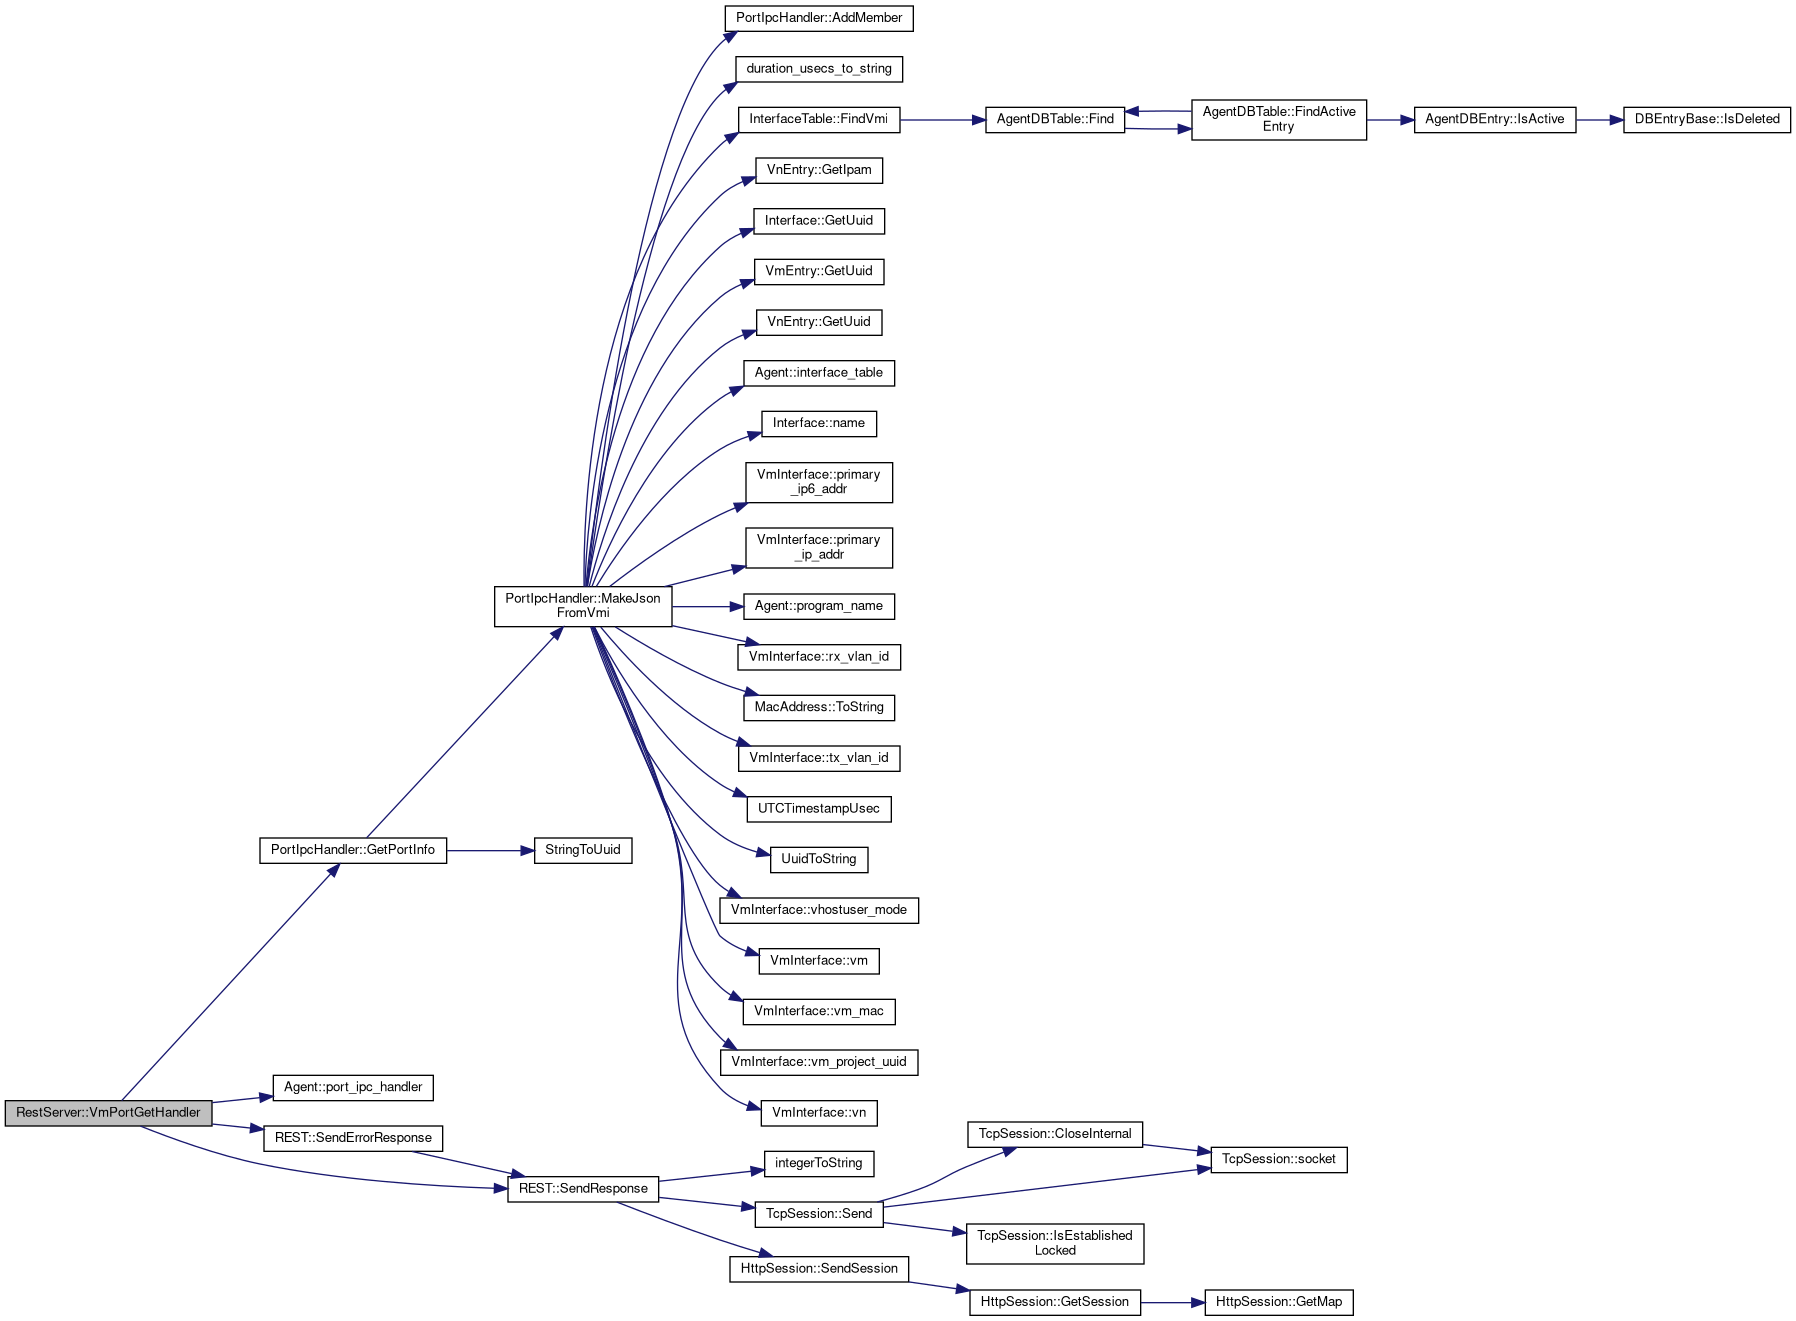 PortIpcHandler::AddMember
duration_usecs_to_string
InterfaceTable::FindVmi
AgentDBTable::Find
AgentDBTable::FindActive
Entry
AgentDBEntry::IsActive
DBEntryBase::IsDeleted
VnEntry::GetIpam
Interface::GetUuid
VmEntry::GetUuid
VnEntry::GetUuid
Agent::interface_table
Interface::name
VmInterface::primary
_ip6_addr
VmInterface::primary
_ip_addr
PortIpcHandler::MakeJson
FromVmi
Agent::program_name
VmInterface::rx_vlan_id
MacAddress::ToString
VmInterface::tx_vlan_id
UTCTimestampUsec
PortIpcHandler::GetPortInfo
StringToUuid
UuidToString
VmInterface::vhostuser_mode
VmInterface::vm
VmInterface::vm_mac
VmInterface::vm_project_uuid
Agent::port_ipc_handler
RestServer::VmPortGetHandler
VmInterface::vn
REST::SendErrorResponse
TcpSession::CloseInternal
TcpSession::socket
integerToString
REST::SendResponse
TcpSession::Send
TcpSession::IsEstablished
Locked
HttpSession::SendSession
HttpSession::GetSession
HttpSession::GetMap